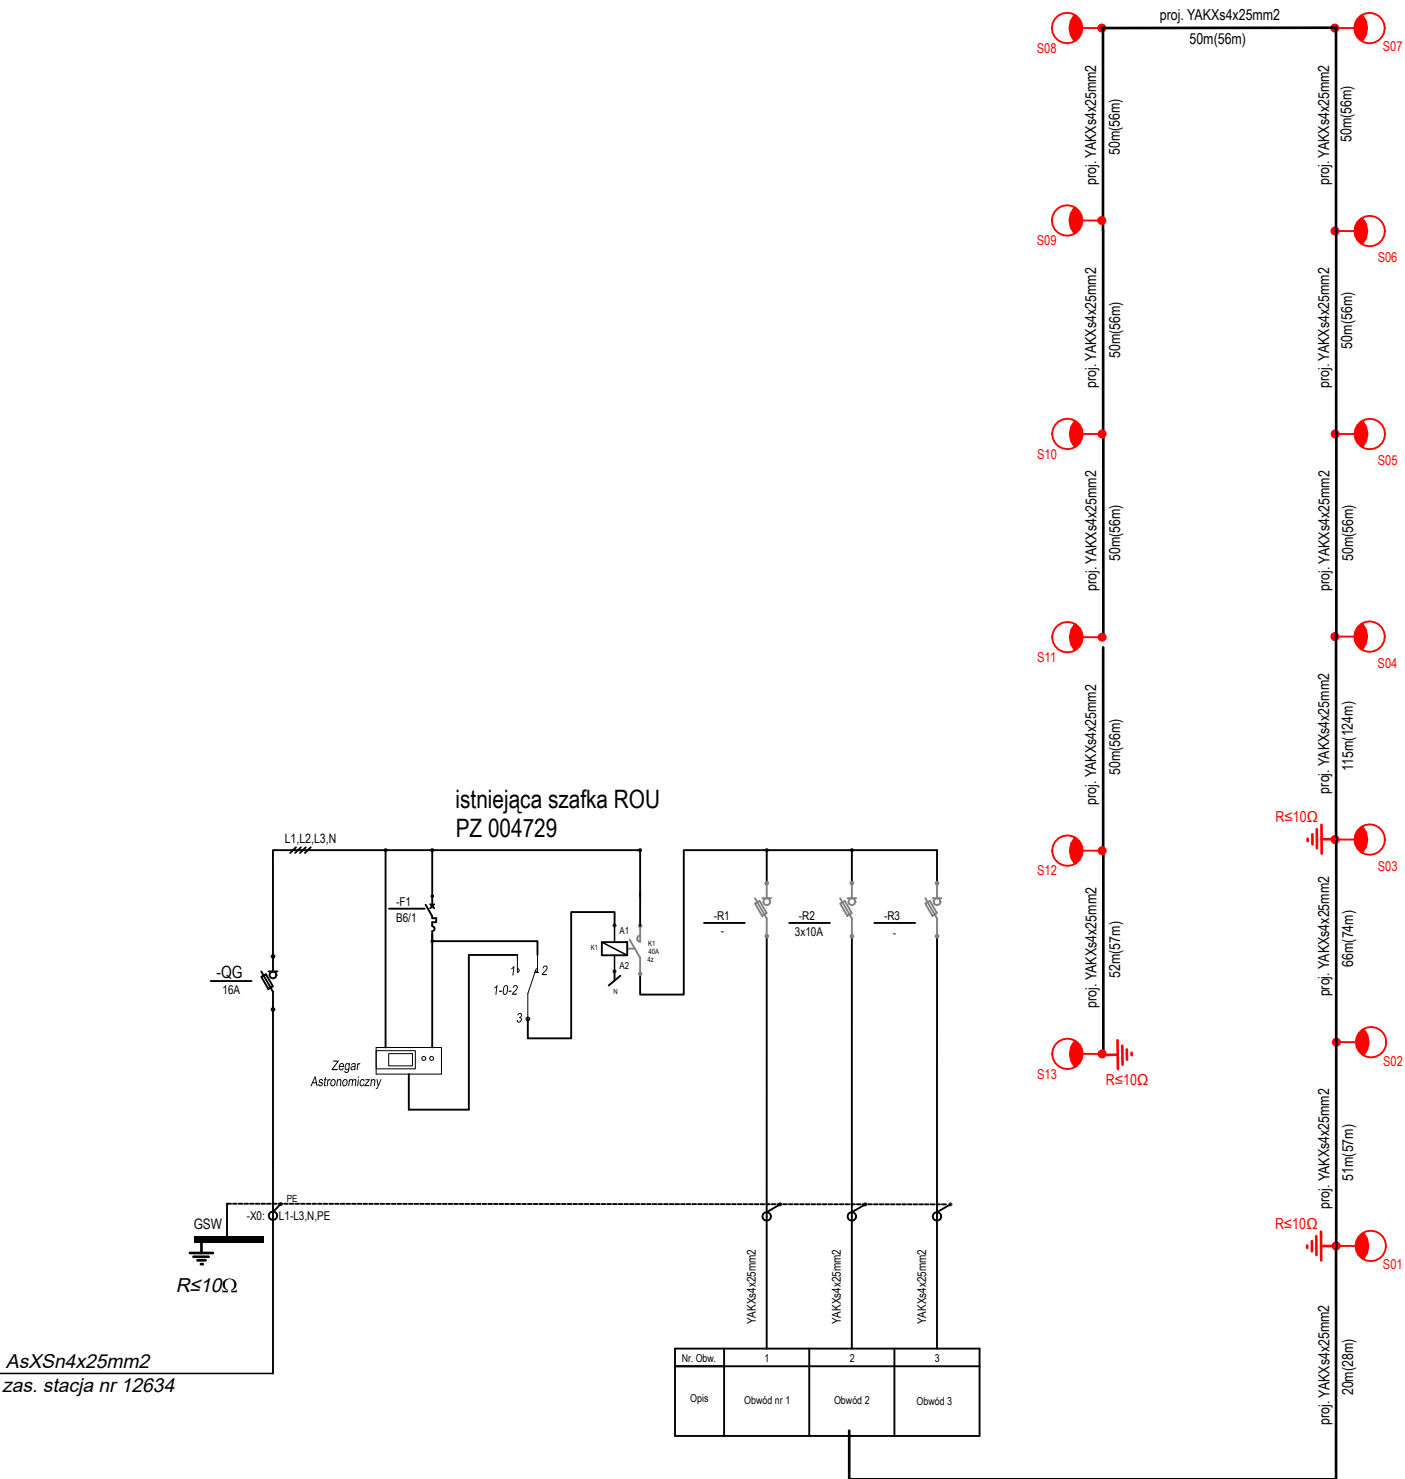 proj. YAKXs4x25mm2
50m(56m)
S08
S07
proj. YAKXs4x25mm2
50m(56m)
proj. YAKXs4x25mm2
50m(56m)
S09
S06
proj. YAKXs4x25mm2
50m(56m)
proj. YAKXs4x25mm2
50m(56m)
S10
S05
proj. YAKXs4x25mm2
50m(56m)
proj. YAKXs4x25mm2
50m(56m)
S11
S04
proj. YAKXs4x25mm2
50m(56m)
proj. YAKXs4x25mm2
115m(124m)
R≤10Ω
S12
S03
proj. YAKXs4x25mm2
52m(57m)
proj. YAKXs4x25mm2
66m(74m)
S13
R≤10Ω
S02
proj. YAKXs4x25mm2
51m(57m)
R≤10Ω
S01
proj. YAKXs4x25mm2
20m(28m)
istniejąca szafka ROU
PZ 004729
L1,L2,L3,N
-F1
B6/1
-QG
16A
1
2
1-0-2
3
K1
A1
A2
N
K1
40A
4z
-R1
-
-R2
3x10A
-R3
-
Zegar
Astronomiczny
PE
GSW
-X0:
L1-L3,N,PE
R≤10Ω
YAKXs4x25mm2
YAKXs4x25mm2
YAKXs4x25mm2
AsXSn4x25mm2
zas. stacja nr 12634
Nr. Obw. 1 2 3
Opis Obwód nr 1 Obwód 2 Obwód 3